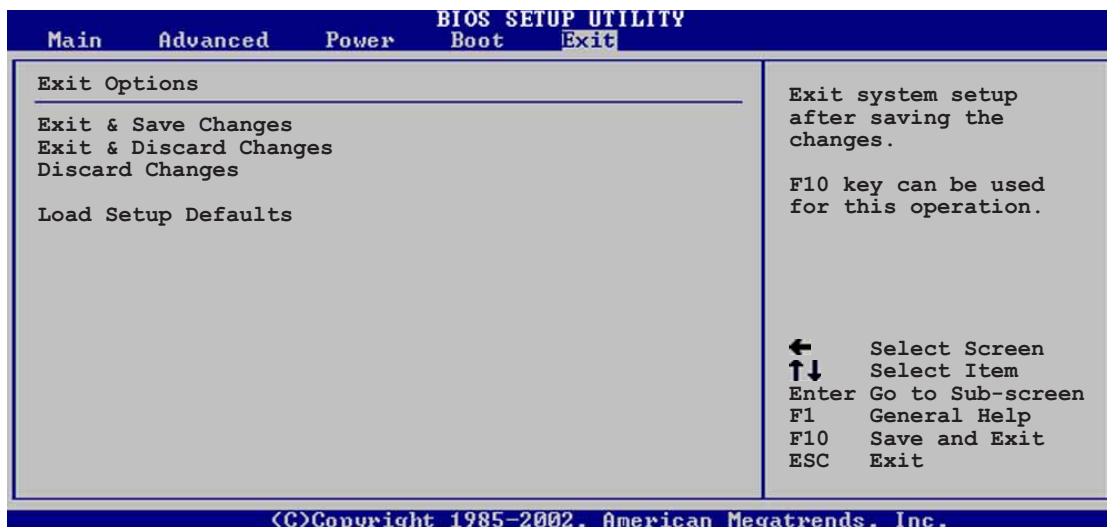 BIOS SETUP UTILITY
Main Advanced Power Boot Exit
Exit Options
Exit & Save Changes
Exit & Discard Changes
Discard Changes
Load Setup Defaults
Exit system setup
after saving the
changes.
F10 key can be used
for this operation.
← Select Screen
↑↓ Select Item
Enter Go to Sub-screen
F1 General Help
F10 Save and Exit
ESC Exit
(C)Copyright 1985-2002, American Megatrends, Inc.